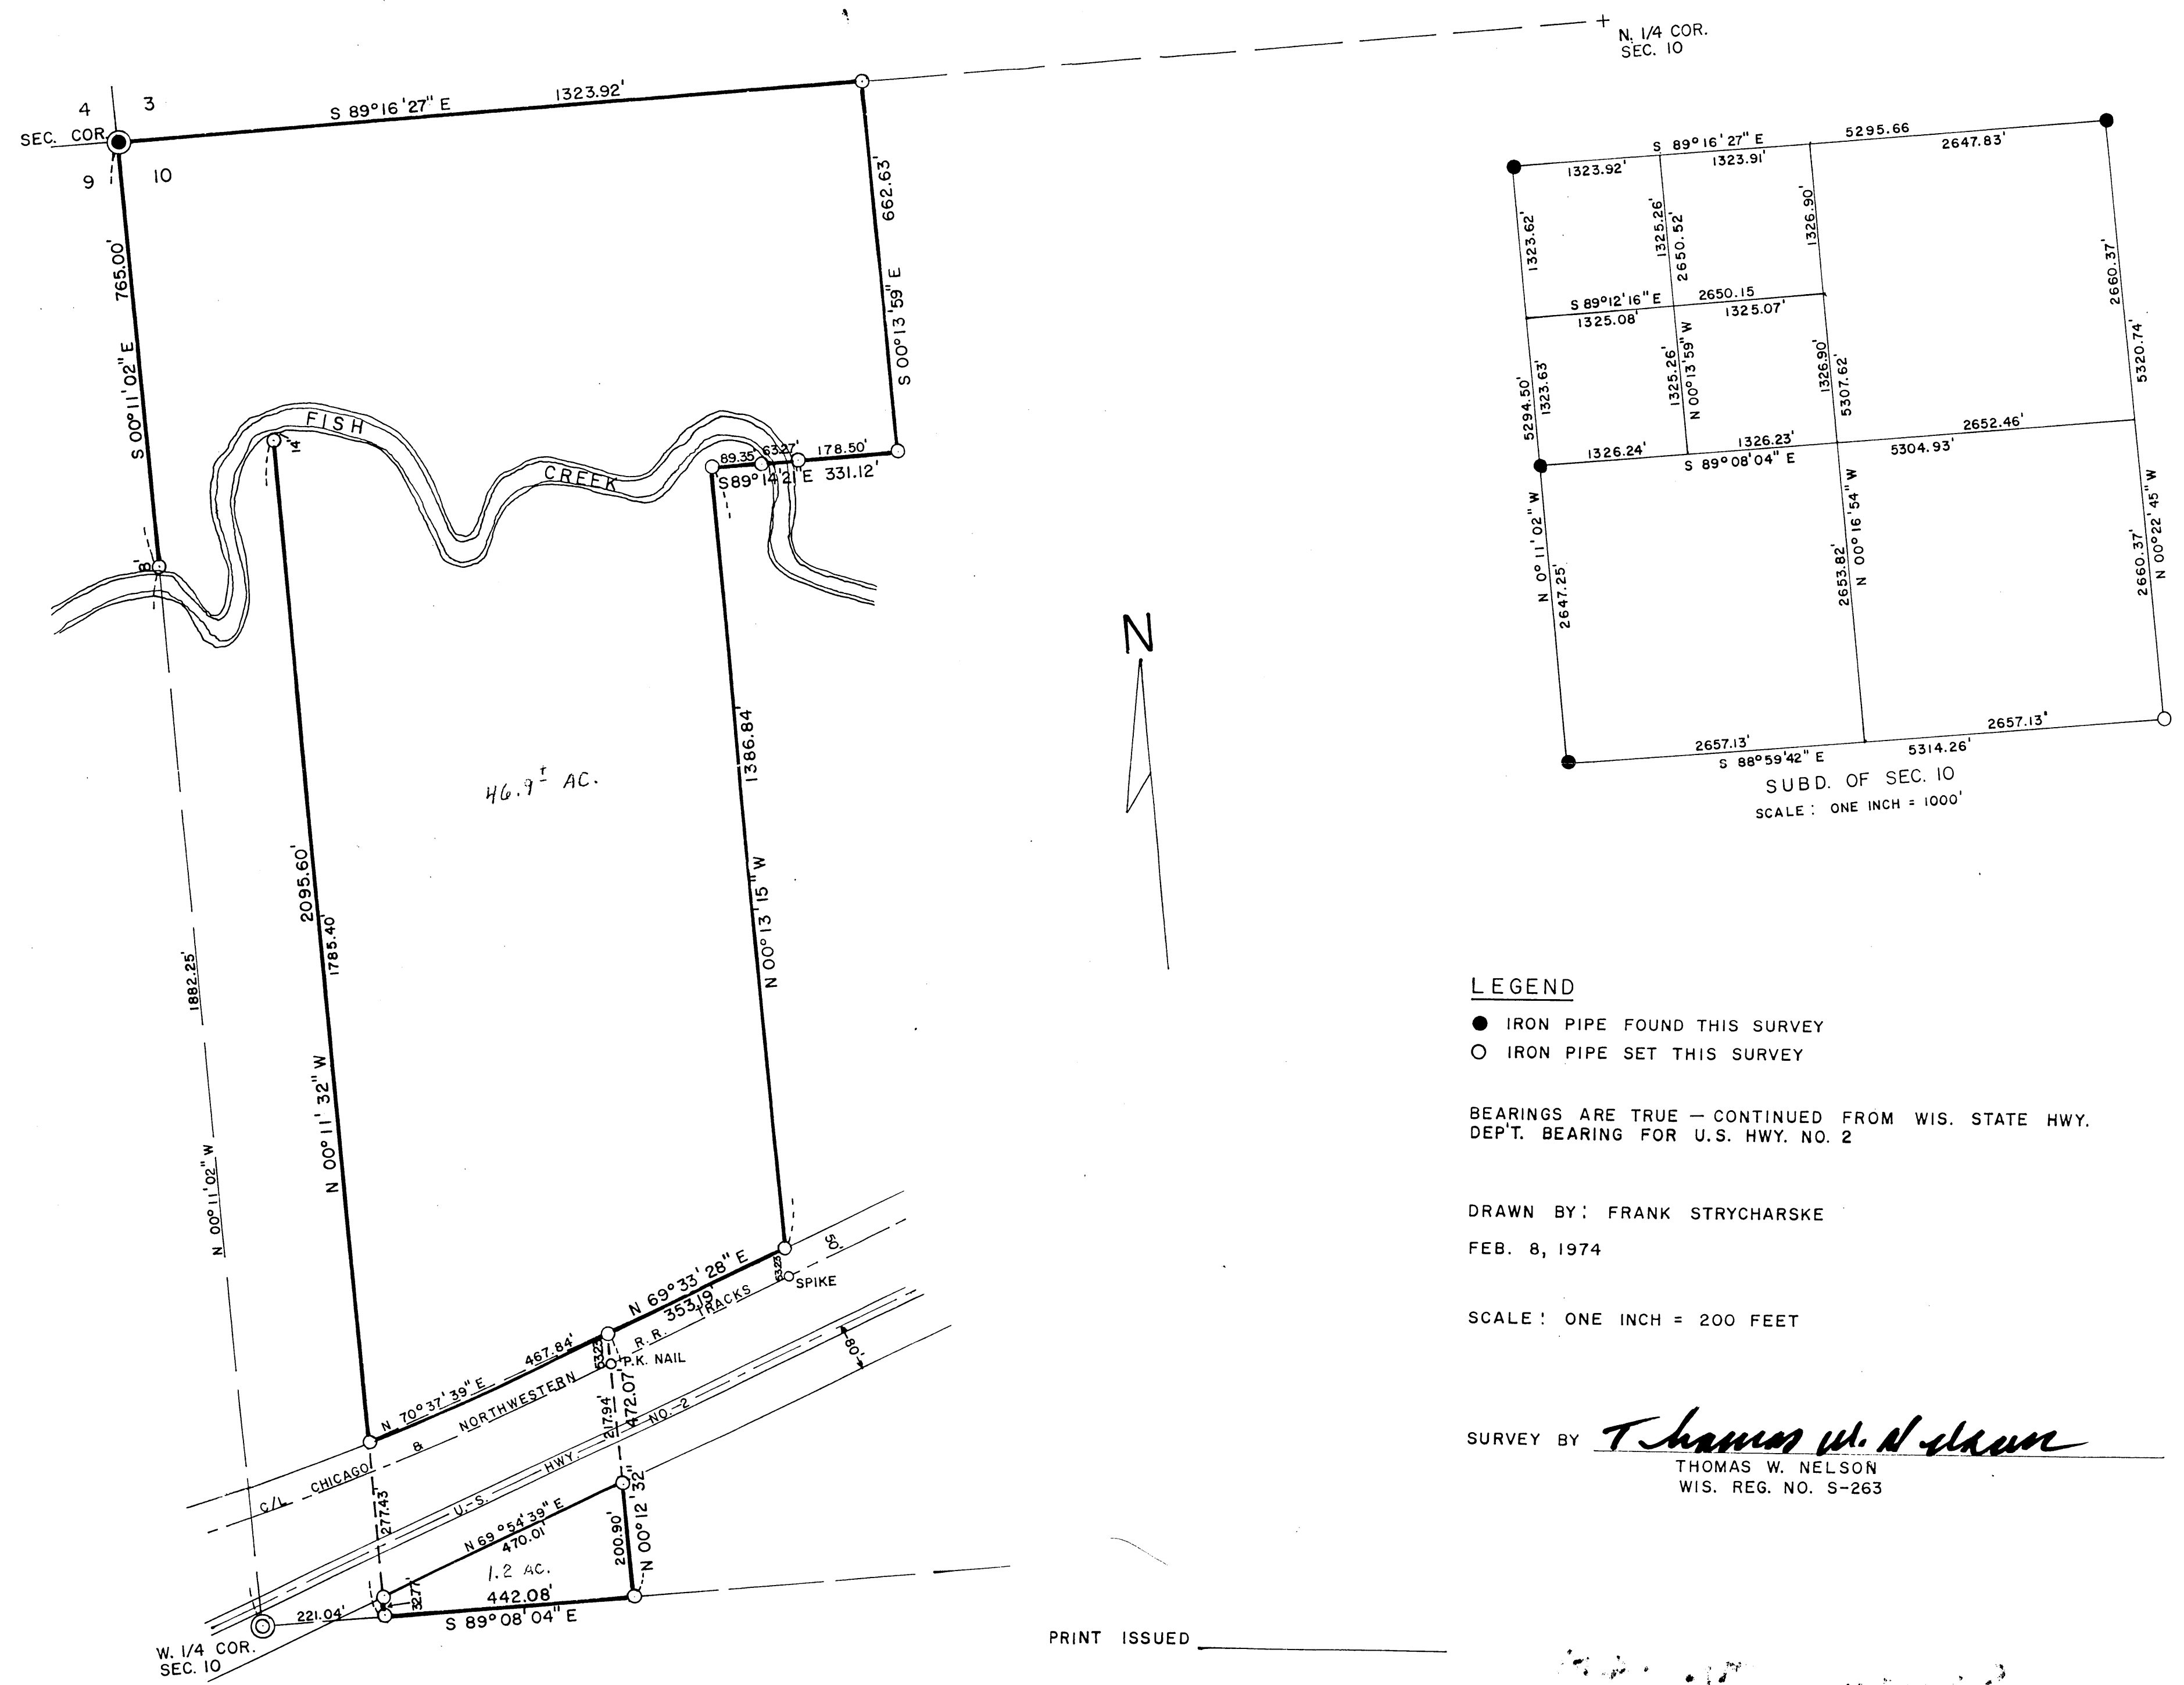 N. 1/4 COR.
SEC. 10
4
3
SEC. COR.
9
10
S 89°16'27" E
1323.92'
662.63'
S 00°13'59" E
765.00'
S 00°11'02" E
8'
14'
FISH
CREEK
89.35'
63.27'
178.50'
S 89°14'21" E 331.12'
46.9± AC.
2095.60'
1785.40'
N 00°11'32" W
1386.84'
N 00°13'15" W
1882.25'
N 00°11'02" W
N 69°33'28" E
353.19'
53.23'
50'
SPIKE
467.84'
N 70°37'39" E
53.23'
P.K. NAIL
C/L CHICAGO & NORTHWESTERN R.R. TRACKS
217.94'
472.07'
U.S. HWY. NO. 2
80'
277.43'
N 69°54'39" E
470.01'
1.2 AC.
200.90'
N 00°12'32"
32.77'
442.08'
S 89°08'04" E
221.04'
W. 1/4 COR.
SEC. 10
N
S 89°16'27" E
5295.66
1323.92'
1323.91'
2647.83'
1323.62'
1325.26'
2650.52'
1326.90'
2660.37'
S 89°12'16" E
2650.15
1325.08'
1325.07'
5320.74'
5294.50'
1323.63'
1325.26'
N 00°13'59" W
1326.90'
5307.62'
2652.46'
1326.24'
1326.23'
S 89°08'04" E
5304.93'
N 0°11'02" W
2647.25'
2653.82'
N 00°16'54" W
2660.37'
N 00°22'45" W
2657.13'
2657.13'
S 88°59'42" E
5314.26'
SUBD. OF SEC. 10
SCALE: ONE INCH = 1000'
LEGEND
IRON PIPE FOUND THIS SURVEY
IRON PIPE SET THIS SURVEY
BEARINGS ARE TRUE — CONTINUED FROM WIS. STATE HWY.
DEP'T. BEARING FOR U.S. HWY. NO. 2
DRAWN BY: FRANK STRYCHARSKE
FEB. 8, 1974
SCALE: ONE INCH = 200 FEET
SURVEY BY Thomas W. Nelson
THOMAS W. NELSON
WIS. REG. NO. S-263
PRINT ISSUED